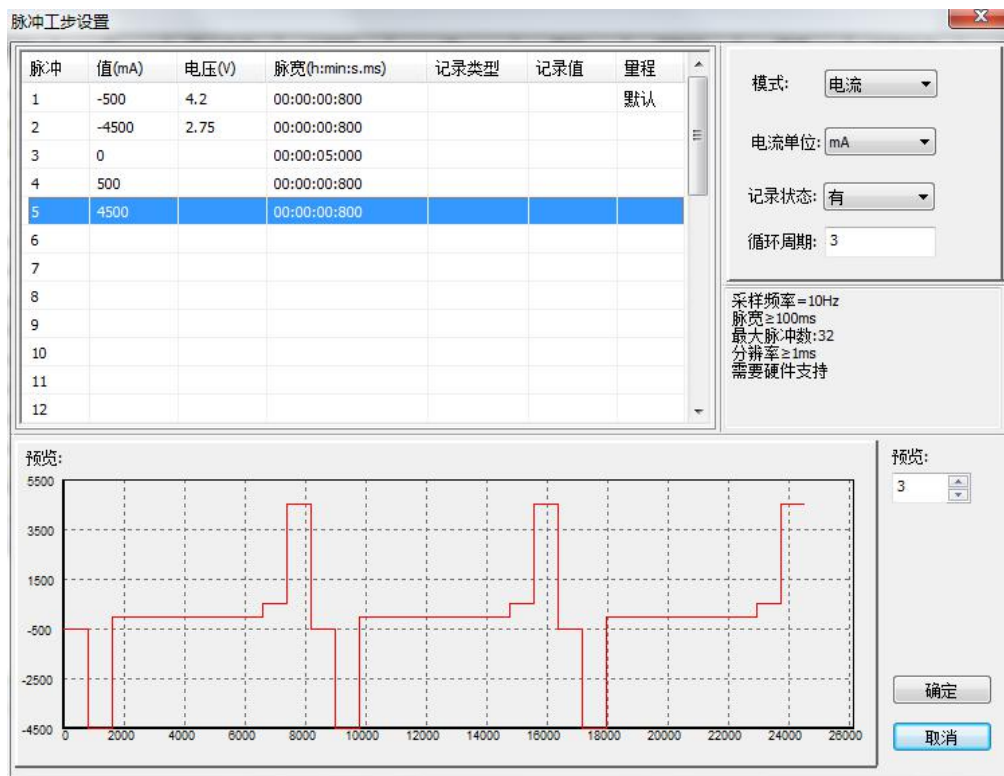 脉冲工步设置
脉冲 值(mA) 电压(V) 脉宽(h:min:s.ms) 记录类型 记录值 量程
1 -500 4.2 00:00:00:800 默认
2 -4500 2.75 00:00:00:800
3 0 00:00:05:000
4 500 00:00:00:800
5 4500 00:00:00:800
6
7
8
9
10
11
12
模式: 电流
电流单位: mA
记录状态: 有
循环周期: 3
采样频率=10Hz
脉宽≥100ms
最大脉冲数:32
分辨率≥1ms
需要硬件支持
预览:
5500
3500
1500
-500
-2500
-4500
0 2000 4000 6000 8000 10000 12000 14000 16000 18000 20000 22000 24000 26000
预览:
3
确定
取消